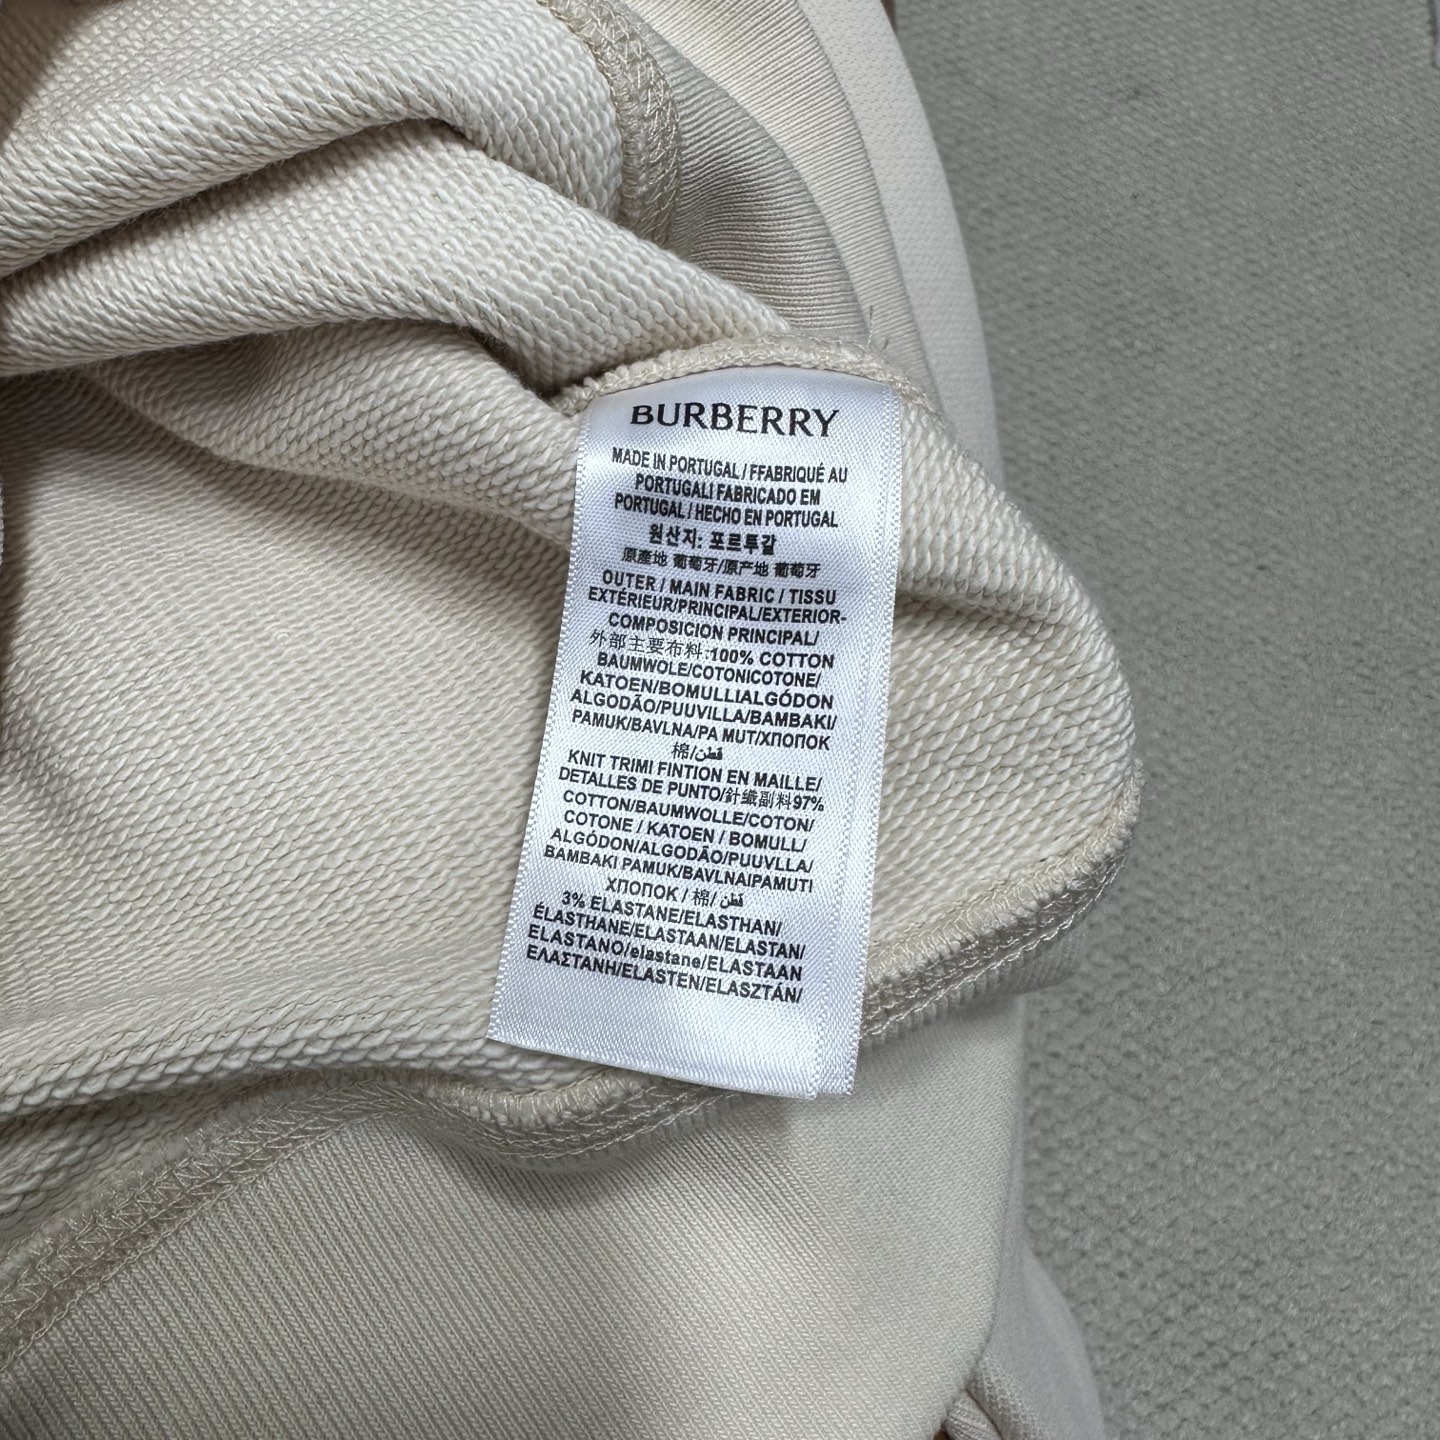 BURBERRY
MADE IN PORTUGAL / FFABRIQUÉ AU
PORTUGALI FABRICADO EM
PORTUGAL / HECHO EN PORTUGAL
원산지: 포르투갈
原產地 葡萄牙/原产地 葡萄牙
OUTER / MAIN FABRIC / TISSU
EXTÉRIEUR/PRINCIPAL/EXTERIOR-
COMPOSICION PRINCIPAL/
外部主要布料:100% COTTON
BAUMWOLE/COTONICOTONE/
KATOEN/BOMULLIALGÓDON
ALGODÃO/PUUVILLA/BAMBAKI/
PAMUK/BAVLNA/PA MUT/ХПОПОК
棉/قطن
KNIT TRIMI FINTION EN MAILLE/
DETALLES DE PUNTO/針織副料97%
COTTON/BAUMWOLLE/COTON/
COTONE / KATOEN / BOMULL/
ALGÓDON/ALGODÃO/PUUVLLA/
BAMBAKI PAMUK/BAVLNAIPAMUTI
ХПОПОК / 棉/ قطن
3% ELASTANE/ELASTHAN/
ÉLASTHANE/ELASTAAN/ELASTAN/
ELASTANO/elastane/ELASTAAN
ΕΛΑΣΤΑΝΗ/ELASTEN/ELASZTÁN/